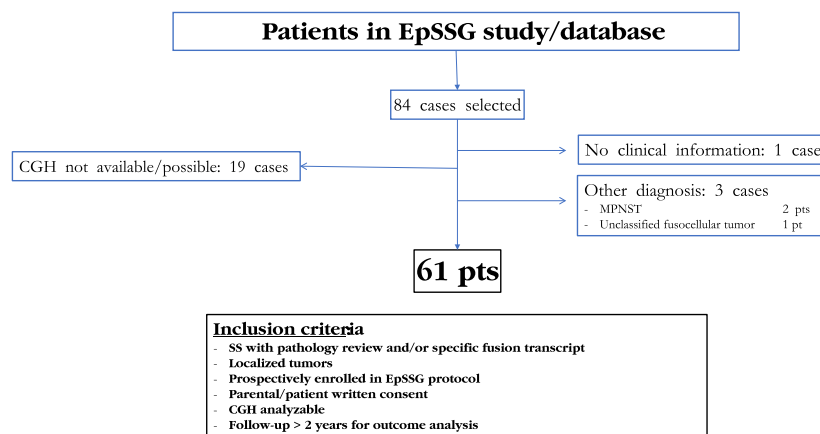 Patients in EpSSG study/database
84 cases selected
No clinical information: 1 case
CGH not available/possible: 19 cases
Other diagnosis: 3 cases
- MPNST 2 pts
- Unclassified fusocellular tumor 1 pt
61 pts
Inclusion criteria:
- SS with pathology review and/or specific fusion transcript
- Localized tumors
- Prospectively enrolled in EpSSG protocol
- Parental/patient written consent
- CGH analyzable
- Follow-up > 2 years for outcome analysis